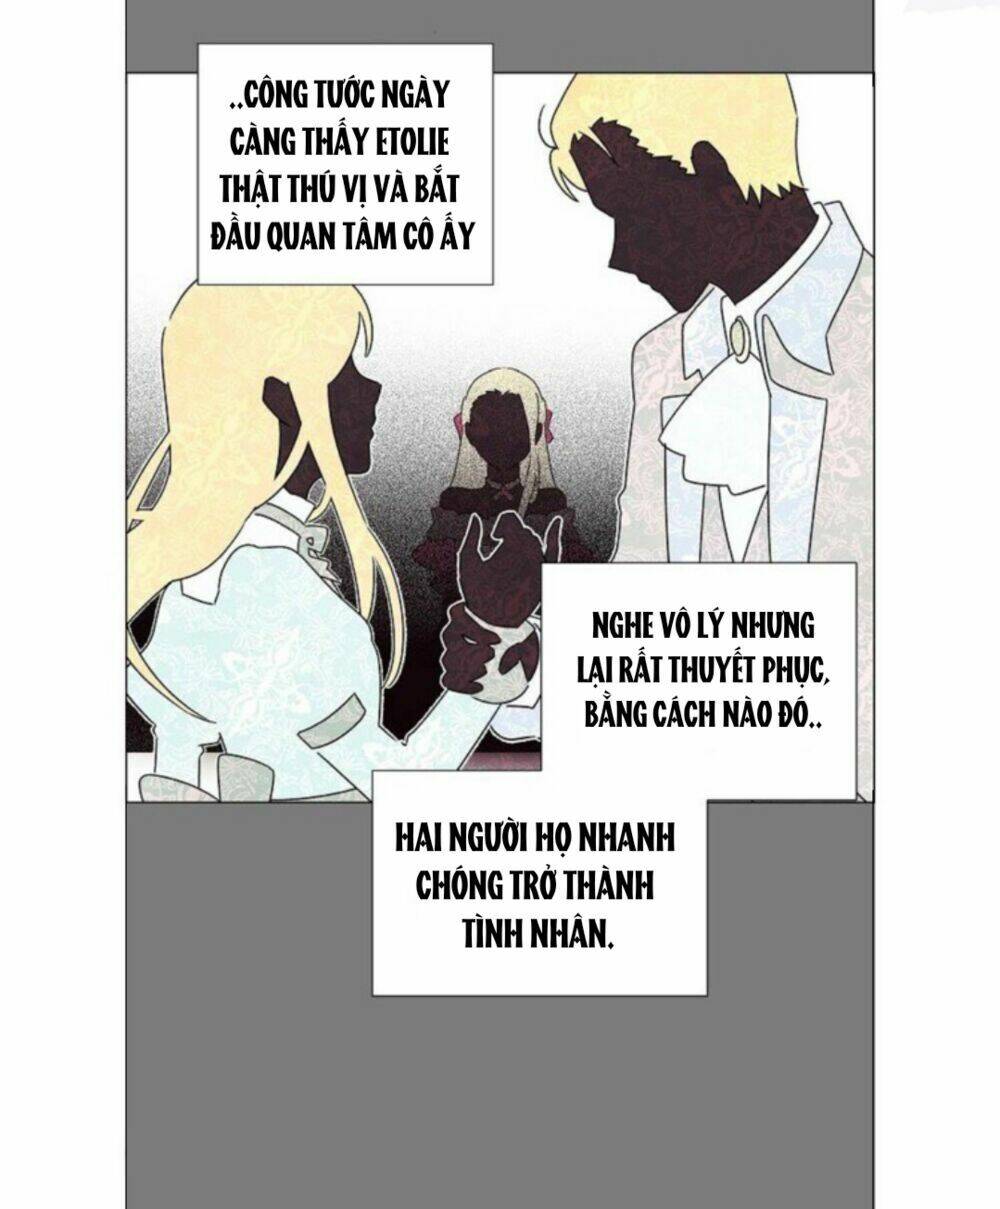 ..CÔNG TƯỚC NGÀY
CÀNG THẤY ETOLIE
THẬT THÚ VỊ VÀ BẮT
ĐẦU QUAN TÂM CÔ ẤY
NGHE VÔ LÝ NHƯNG
LẠI RẤT THUYẾT PHỤC,
BẰNG CÁCH NÀO ĐÓ..
HAI NGƯỜI HỌ NHANH
CHÓNG TRỞ THÀNH
TÌNH NHÂN.